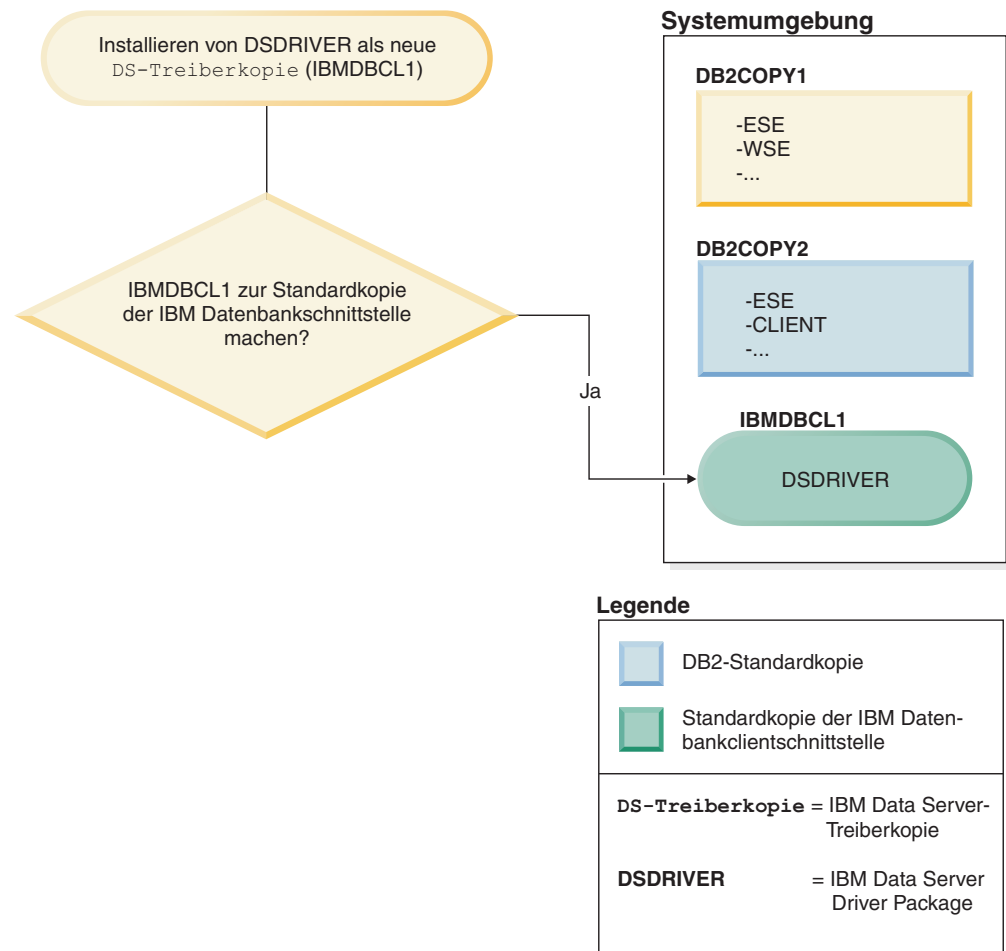 Installieren von DSDRIVER als neue
DS-Treiberkopie (IBMDBCL1)
IBMDBCL1 zur Standardkopie
der IBM Datenbankschnittstelle
machen?
Ja
Systemumgebung
DB2COPY1
-ESE
-WSE
-...
DB2COPY2
-ESE
-CLIENT
-...
IBMDBCL1
DSDRIVER
Legende
DB2-Standardkopie
Standardkopie der IBM Daten-
bankclientschnittstelle
DS-Treiberkopie = IBM Data Server-
Treiberkopie
DSDRIVER = IBM Data Server
Driver Package